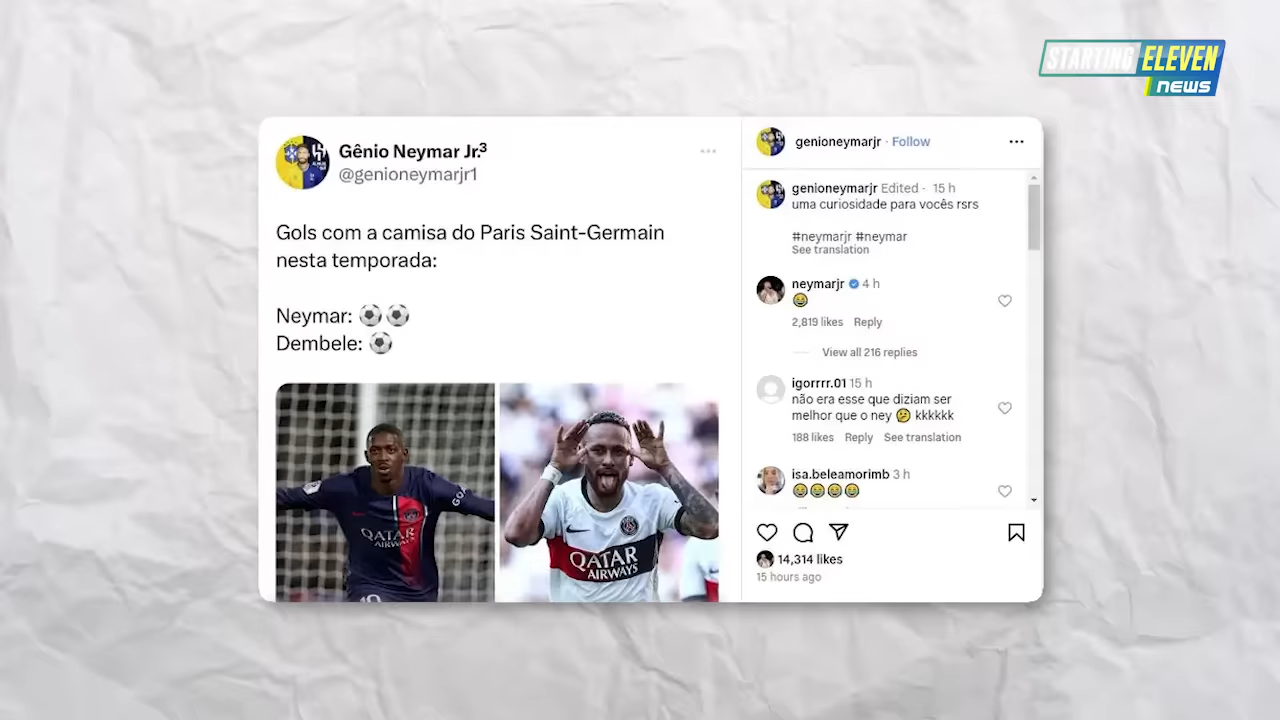 STARTING ELEVEN
news
Gênio Neymar Jr.³
@genioneymarjr1
Gols com a camisa do Paris Saint-Germain
nesta temporada:
Neymar: ⚽⚽
Dembele: ⚽
QATAR
AIRWAYS
GOA
10
QATAR
AIRWAYS
genioneymarjr · Follow
genioneymarjr Edited · 15 h
uma curiosidade para vocês rsrs
#neymarjr #neymar
See translation
neymarjr 4 h
😂
2,819 likes Reply
View all 216 replies
igorrrr.01 15 h
não era esse que diziam ser
melhor que o ney 🤔 kkkkkk
188 likes Reply See translation
isa.beleamorimb 3 h
😂😂😂😂
14,314 likes
15 hours ago